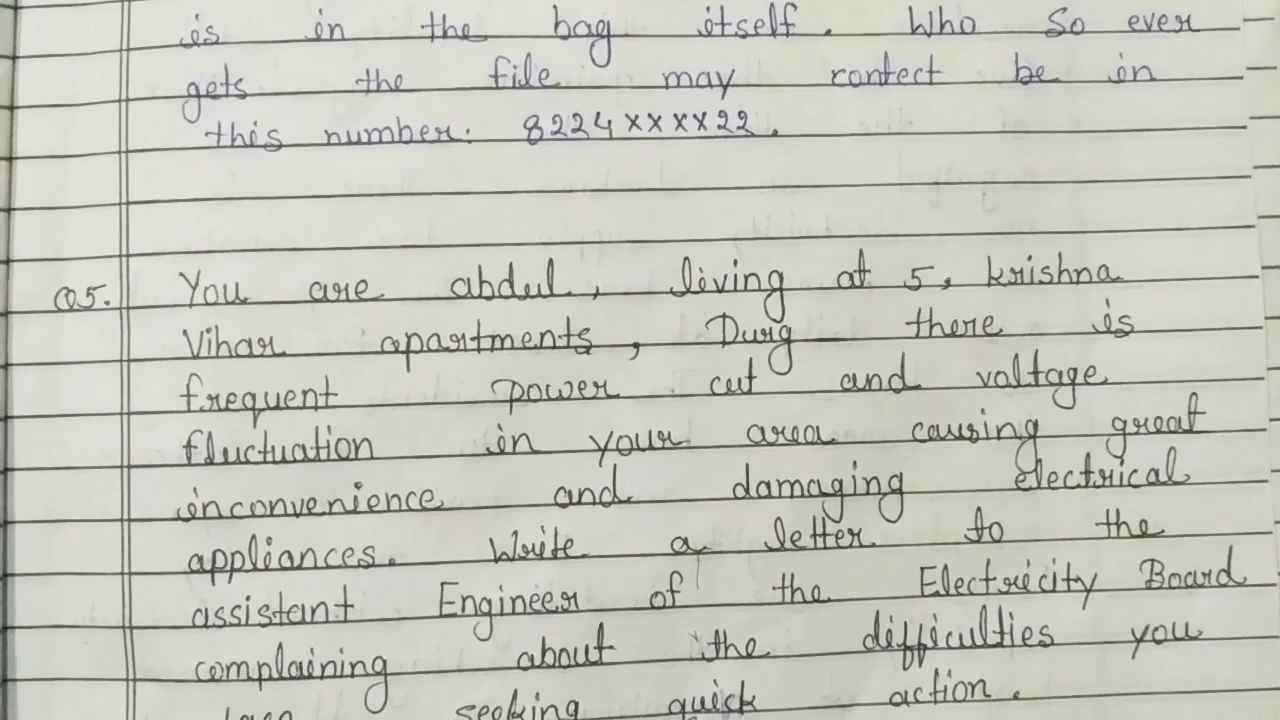 is in the bag itself. Who so ever
gets the file may contect be in
this number. 8224xxxx22.
Q5. You are abdul, living at 5, krishna
Vihar apartments, Durg there is
frequent power cut and voltage
fluctuation in your area causing great
inconvenience and damaging electrical
appliances. Write a letter to the
assistant Engineer of the Electricity Board
complaining about the difficulties you
seeking quick action.